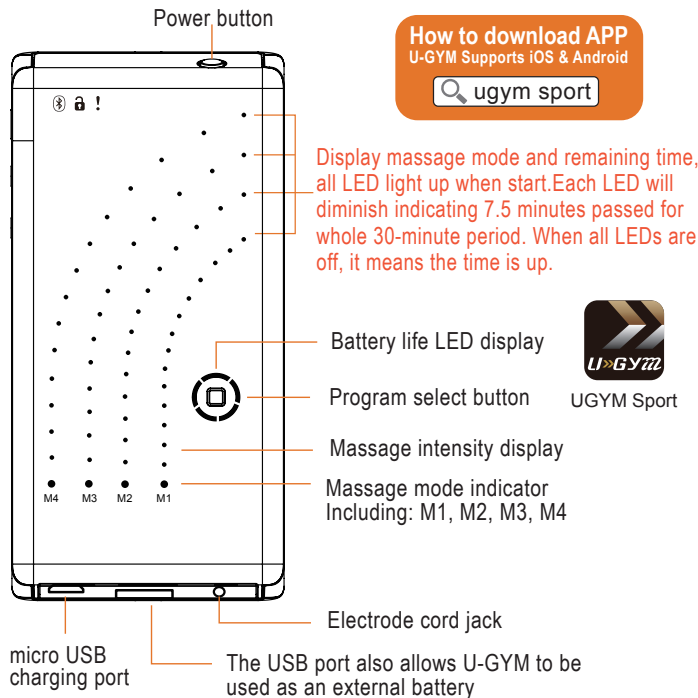 Power button
How to download APP
U-GYM Supports iOS & Android
ugym sport
!
Display massage mode and remaining time,
all LED light up when start.Each LED will
diminish indicating 7.5 minutes passed for
whole 30-minute period. When all LEDs are
off, it means the time is up.
Battery life LED display
U»GYM
Program select button
UGYM Sport
Massage intensity display
Massage mode indicator
Including: M1, M2, M3, M4
M4 M3 M2 M1
Electrode cord jack
micro USB
charging port
The USB port also allows U-GYM to be
used as an external battery